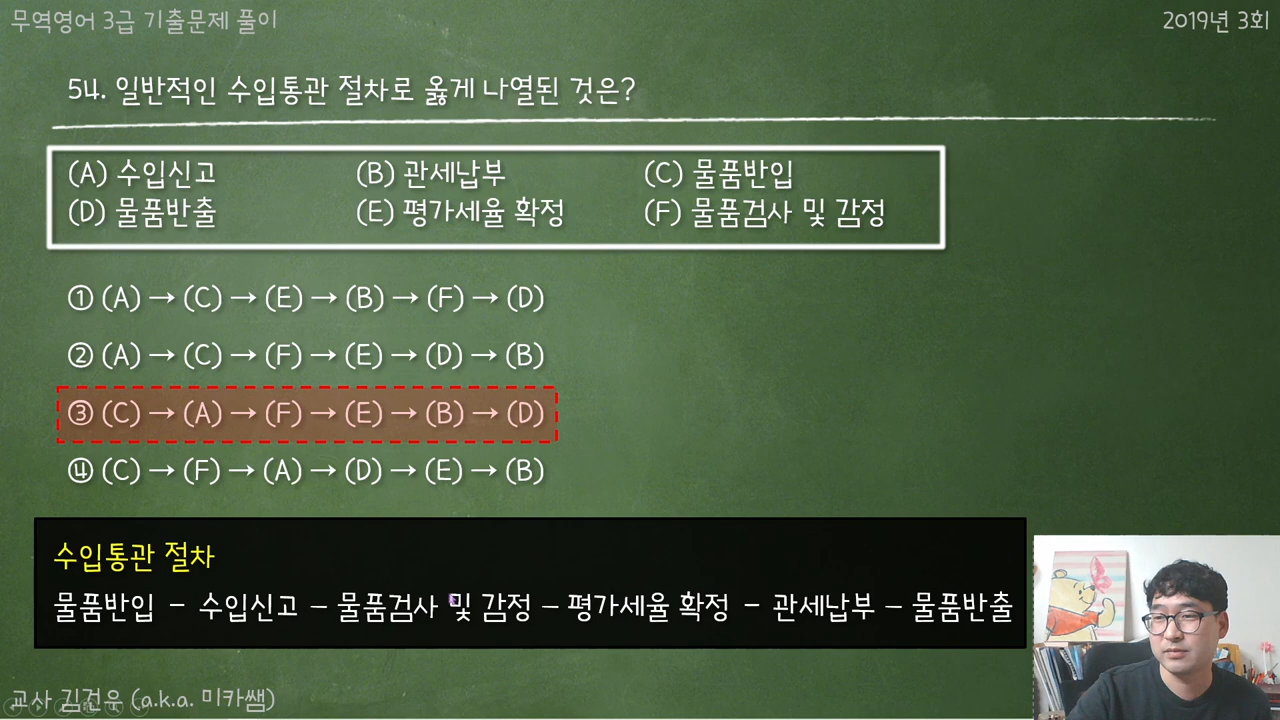 무역영어 3급 기출문제 풀이
2019년 3회
54. 일반적인 수입통관 절차로 옳게 나열된 것은?
(A) 수입신고 (B) 관세납부 (C) 물품반입
(D) 물품반출 (E) 평가세율 확정 (F) 물품검사 및 감정
① (A) → (C) → (E) → (B) → (F) → (D)
② (A) → (C) → (F) → (E) → (D) → (B)
③ (C) → (A) → (F) → (E) → (B) → (D)
④ (C) → (F) → (A) → (D) → (E) → (B)
수입통관 절차
물품반입 - 수입신고 – 물품검사 및 감정 – 평가세율 확정 - 관세납부 – 물품반출
교사 김건우 (a.k.a. 미카쌤)